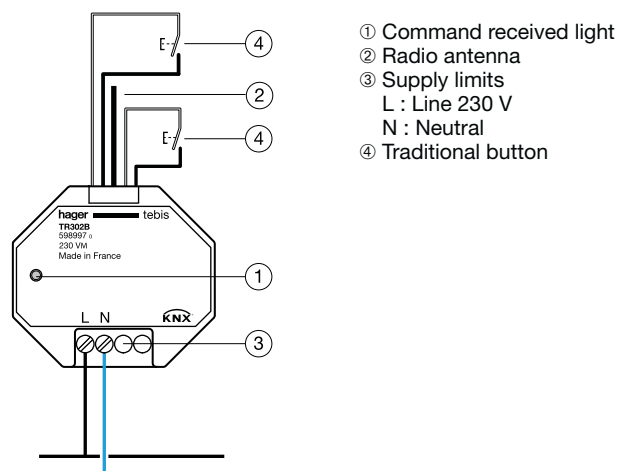 ④
②
④
hager tebis
TR302B
598997 0
230 VM
Made in France
①
L N
KNX
③
① Command received light
② Radio antenna
③ Supply limits
L : Line 230 V
N : Neutral
④ Traditional button